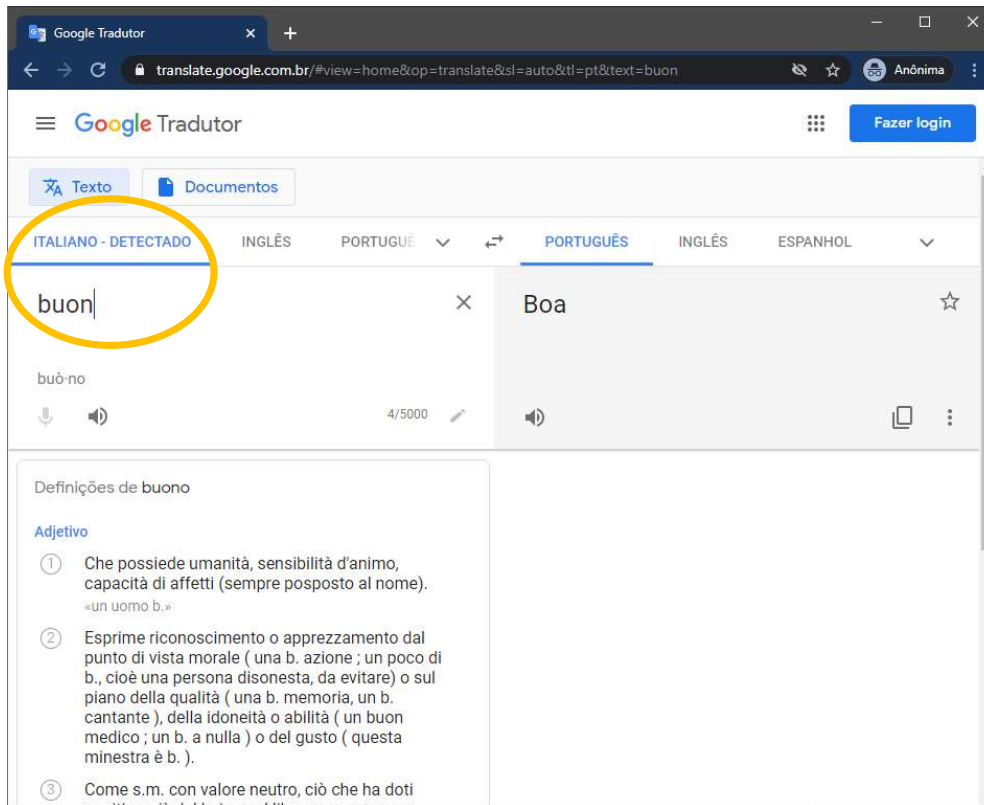 Google Tradutor
translate.google.com.br/#view=home&op=translate&sl=auto&tl=pt&text=buon
Anônima
Google Tradutor
Fazer login
Texto
Documentos
ITALIANO - DETECTADO INGLÊS PORTUGUÊ PORTUGUÊS INGLÊS ESPANHOL
buon
Boa
buò·no
4/5000
Definições de buono
Adjetivo
1 Che possiede umanità, sensibilità d'animo,
capacità di affetti (sempre posposto al nome).
«un uomo b.»
2 Esprime riconoscimento o apprezzamento dal
punto di vista morale ( una b. azione ; un poco di
b., cioè una persona disonesta, da evitare) o sul
piano della qualità ( una b. memoria, un b.
cantante ), della idoneità o abilità ( un buon
medico ; un b. a nulla ) o del gusto ( questa
minestra è b. ).
3 Come s.m. con valore neutro, ciò che ha doti